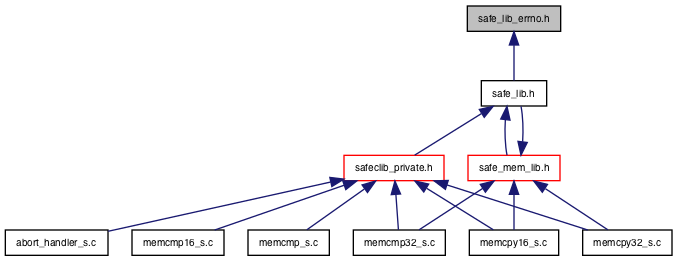 safe_lib_errno.h
safe_lib.h
safeclib_private.h
safe_mem_lib.h
abort_handler_s.c
memcmp16_s.c
memcmp_s.c
memcmp32_s.c
memcpy16_s.c
memcpy32_s.c